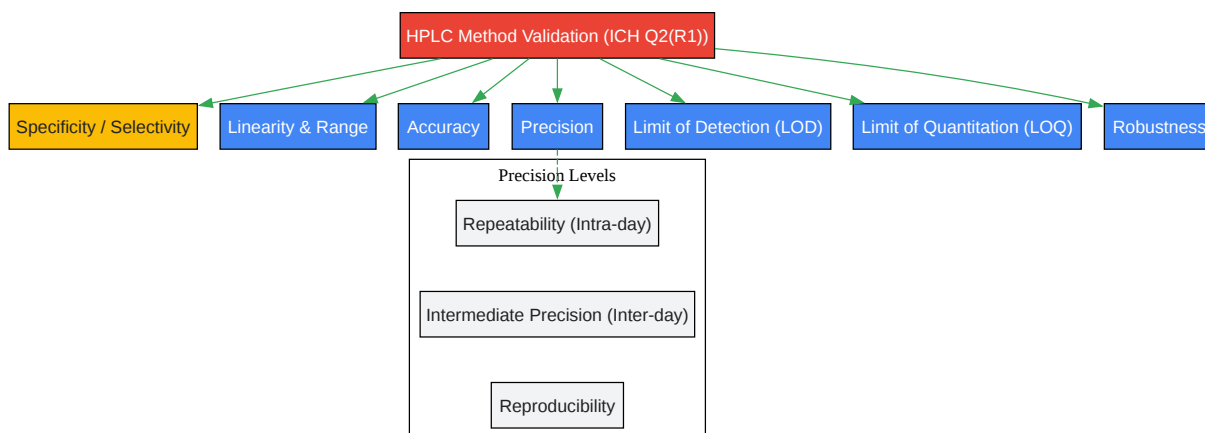 HPLC Method Validation (ICH Q2(R1))
Specificity / Selectivity
Linearity & Range
Accuracy
Precision
Limit of Detection (LOD)
Limit of Quantitation (LOQ)
Robustness
Precision Levels
Repeatability (Intra-day)
Intermediate Precision (Inter-day)
Reproducibility